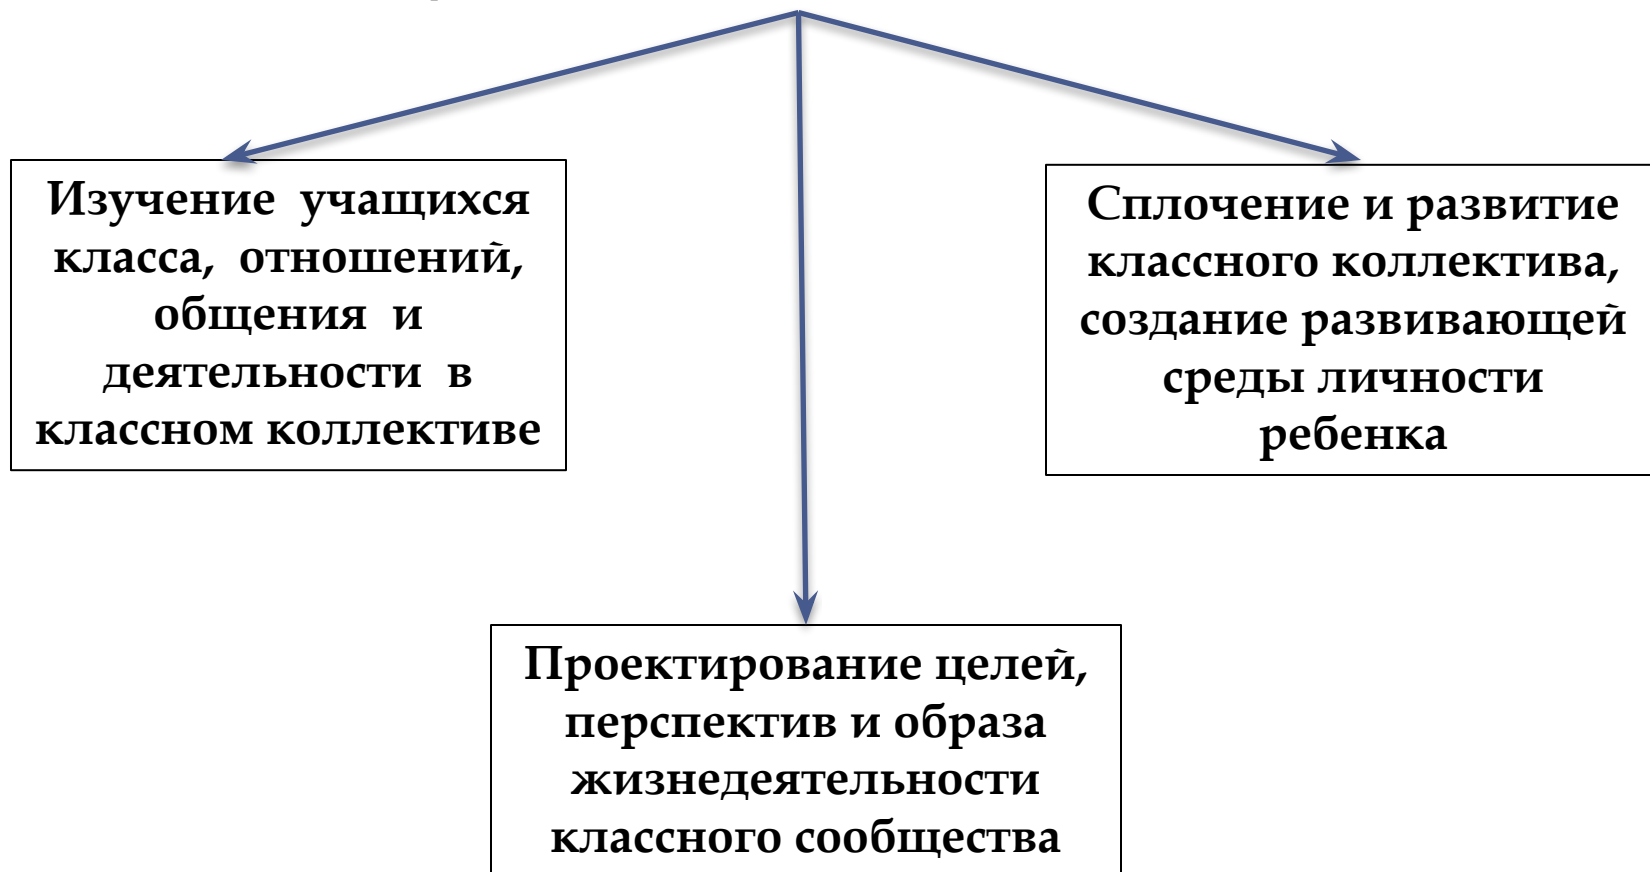 Изучение учащихся
класса, отношений,
общения и
деятельности в
классном коллективе
Сплочение и развитие
классного коллектива,
создание развивающей
среды личности
ребенка
Проектирование целей,
перспектив и образа
жизнедеятельности
классного сообщества